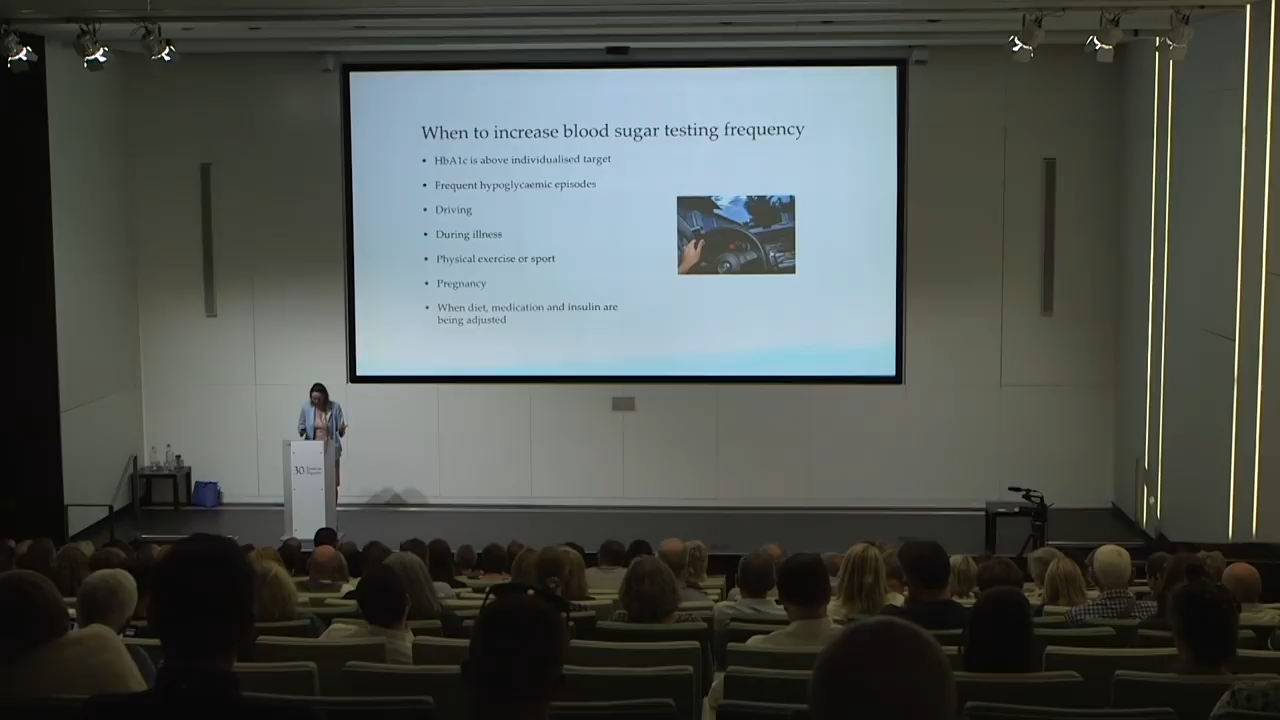 When to increase blood sugar testing frequency
• HbA1c is above individualised target
• Frequent hypoglycaemic episodes
• Driving
• During illness
• Physical exercise or sport
• Pregnancy
• When diet, medication and insulin are
being adjusted
30